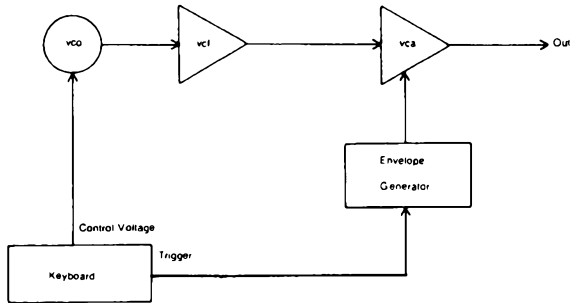 vco
vcf
vca
Out
Envelope
Generator
Control Voltage
Trigger
Keyboard